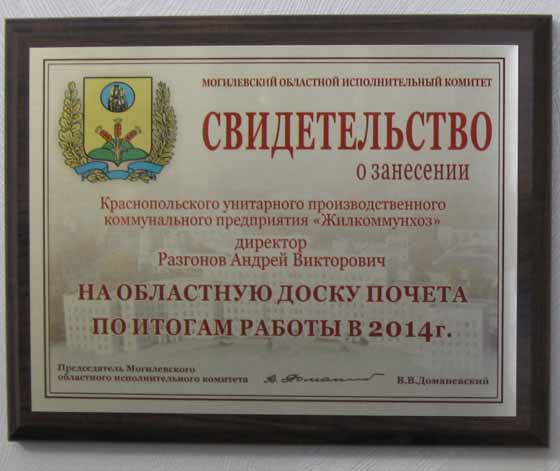 МОГИЛЕВСКИЙ ОБЛАСТНОЙ ИСПОЛНИТЕЛЬНЫЙ КОМИТЕТ
СВИДЕТЕЛЬСТВО
о занесении
Краснопольского унитарного производственного
коммунального предприятия «Жилкоммунхоз»
директор
Разгонов Андрей Викторович
НА ОБЛАСТНУЮ ДОСКУ ПОЧЕТА
ПО ИТОГАМ РАБОТЫ В 2014г.
Председатель Могилевского
областного исполнительного комитета
В.В.Доманевский